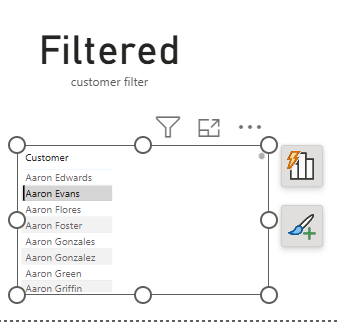 Filtered
customer filter
Customer
Aaron Edwards
Aaron Evans
Aaron Flores
Aaron Foster
Aaron Gonzales
Aaron Gonzalez
Aaron Green
Aaron Griffin